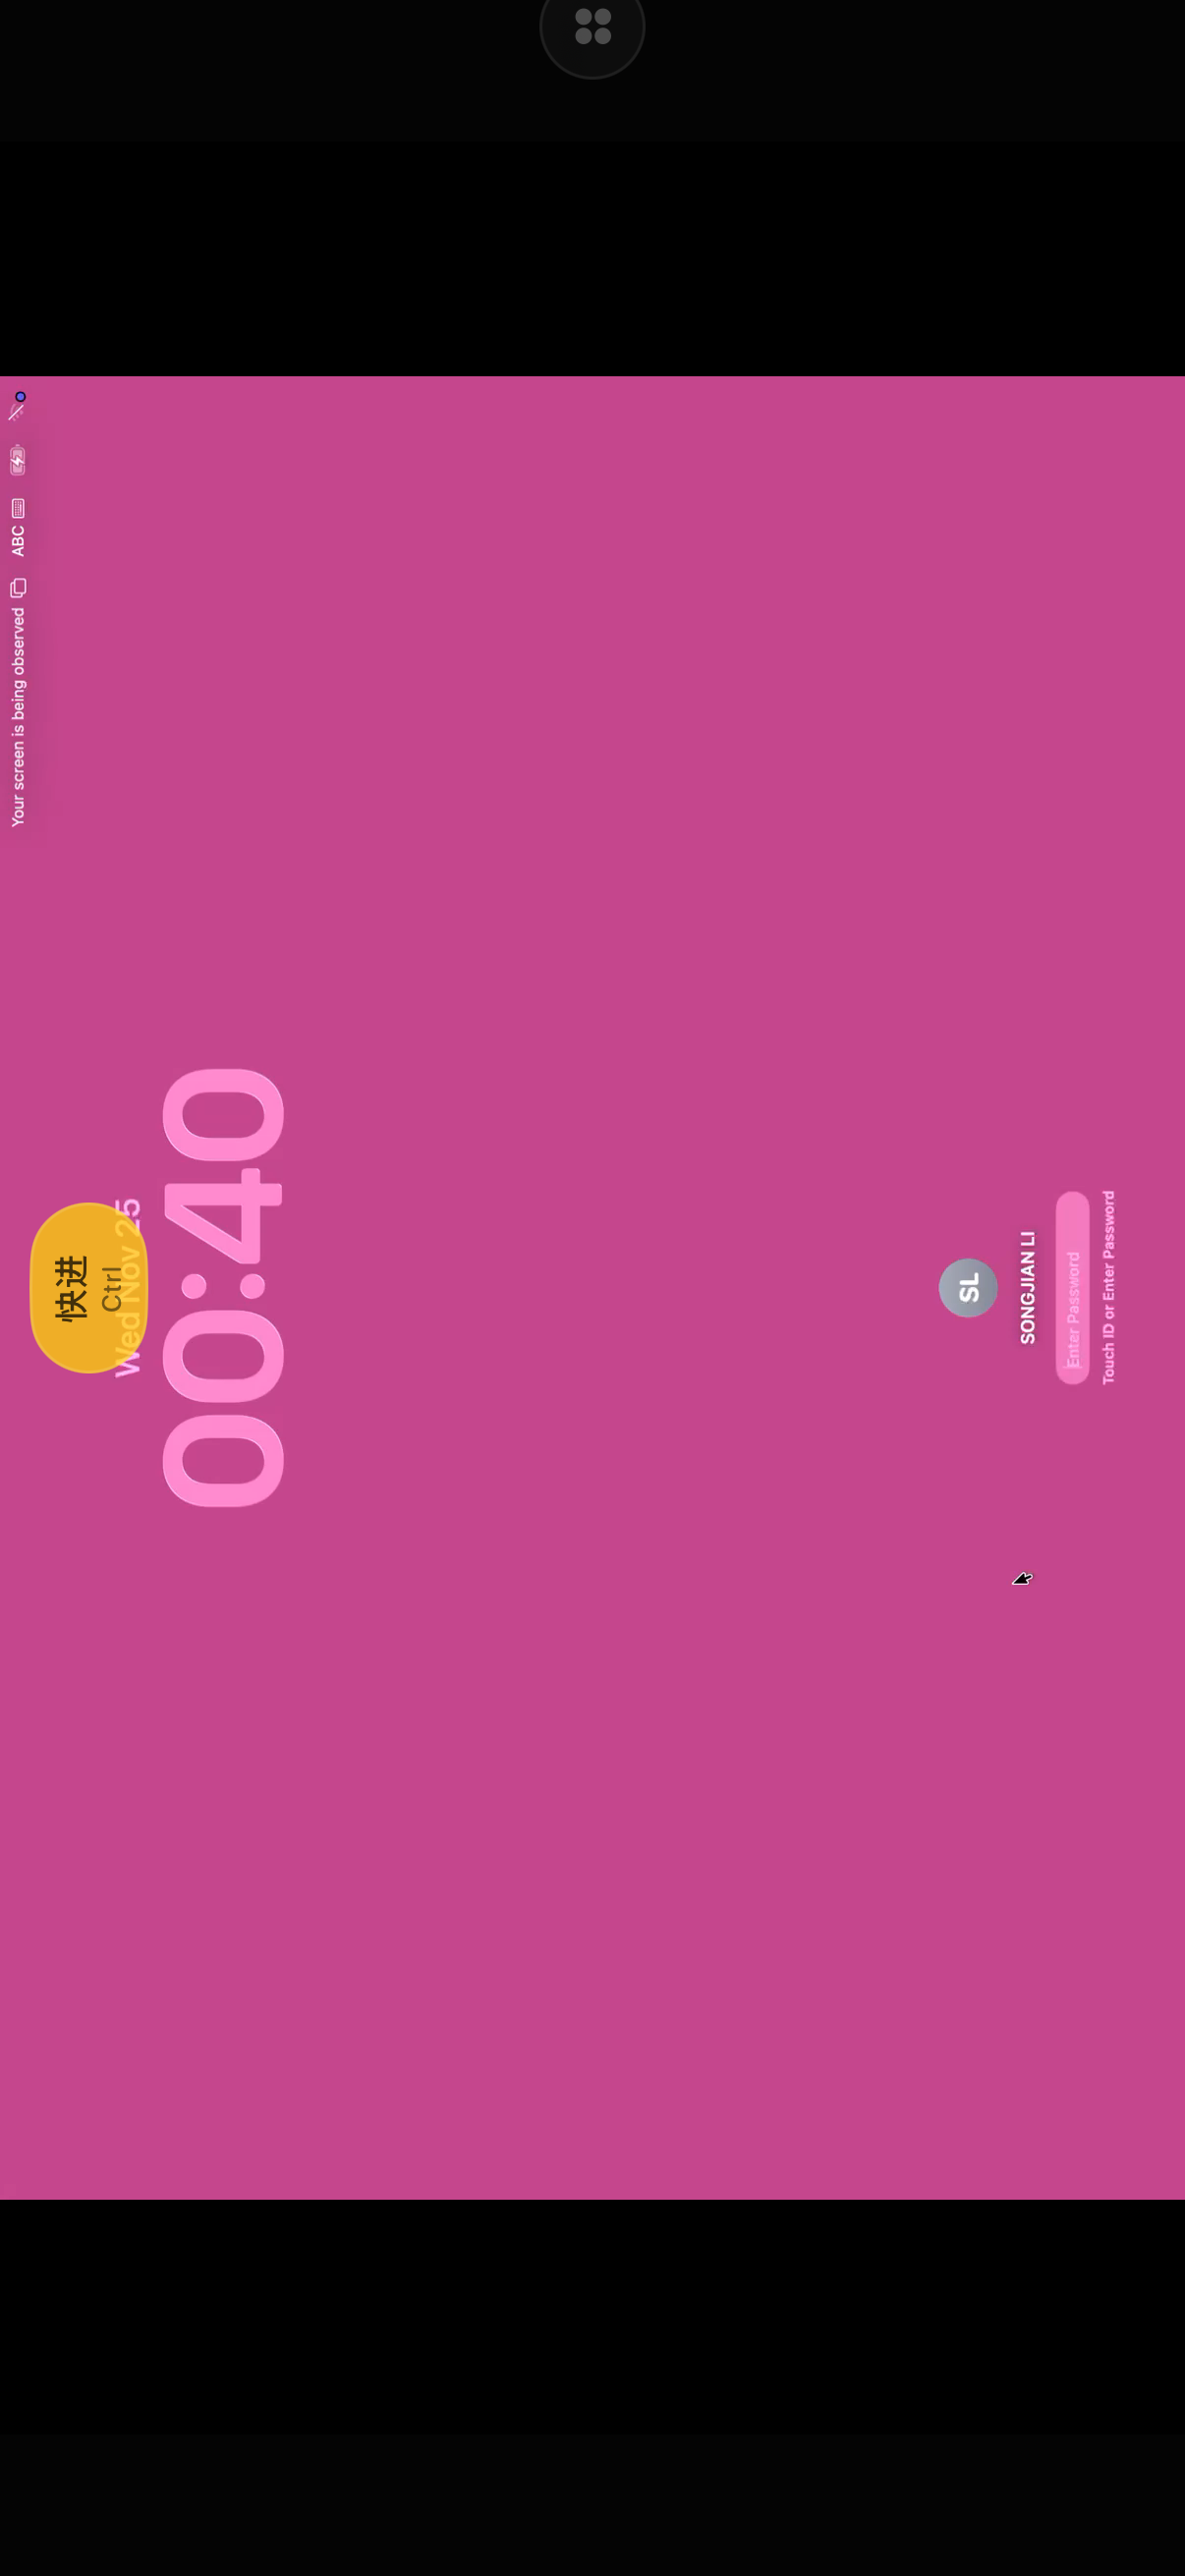 Your screen is being observed ABC
快进
Ctrl
Wed Nov 25
00:40
SL
SONGJIAN LI
Enter Password
Touch ID or Enter Password